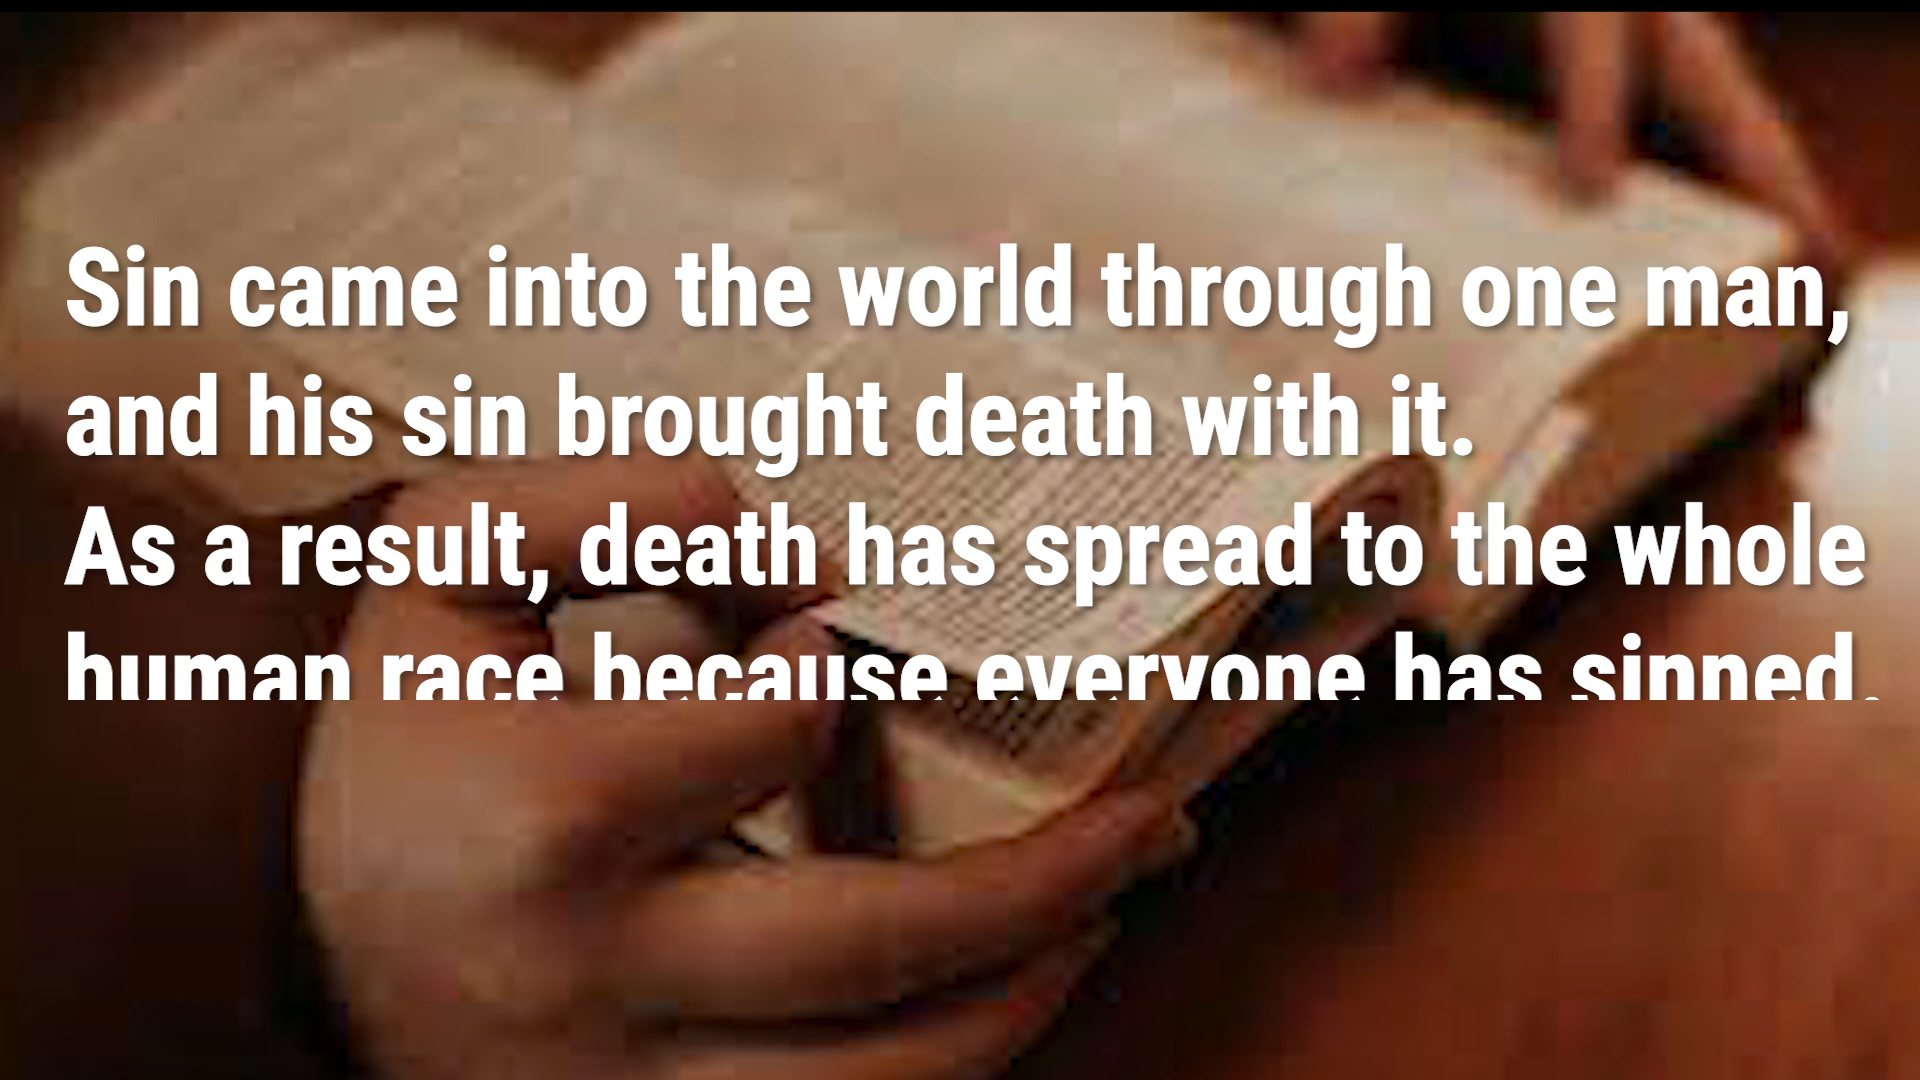 Sin came into the world through one man,
and his sin brought death with it.
As a result, death has spread to the whole
human race because everyone has sinned.